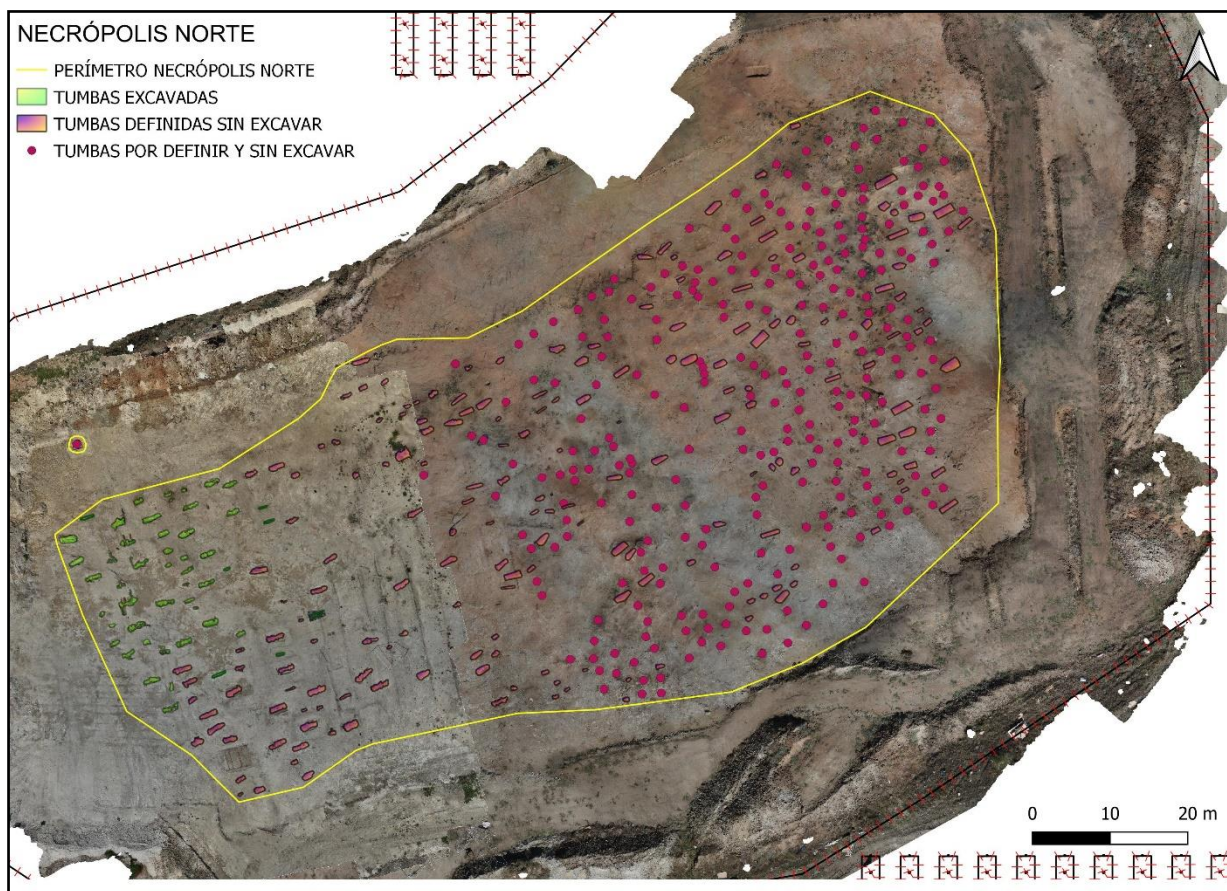 NECRÓPOLIS NORTE
PERÍMETRO NECRÓPOLIS NORTE
TUMBAS EXCAVADAS
TUMBAS DEFINIDAS SIN EXCAVAR
TUMBAS POR DEFINIR Y SIN EXCAVAR
0 10 20 m